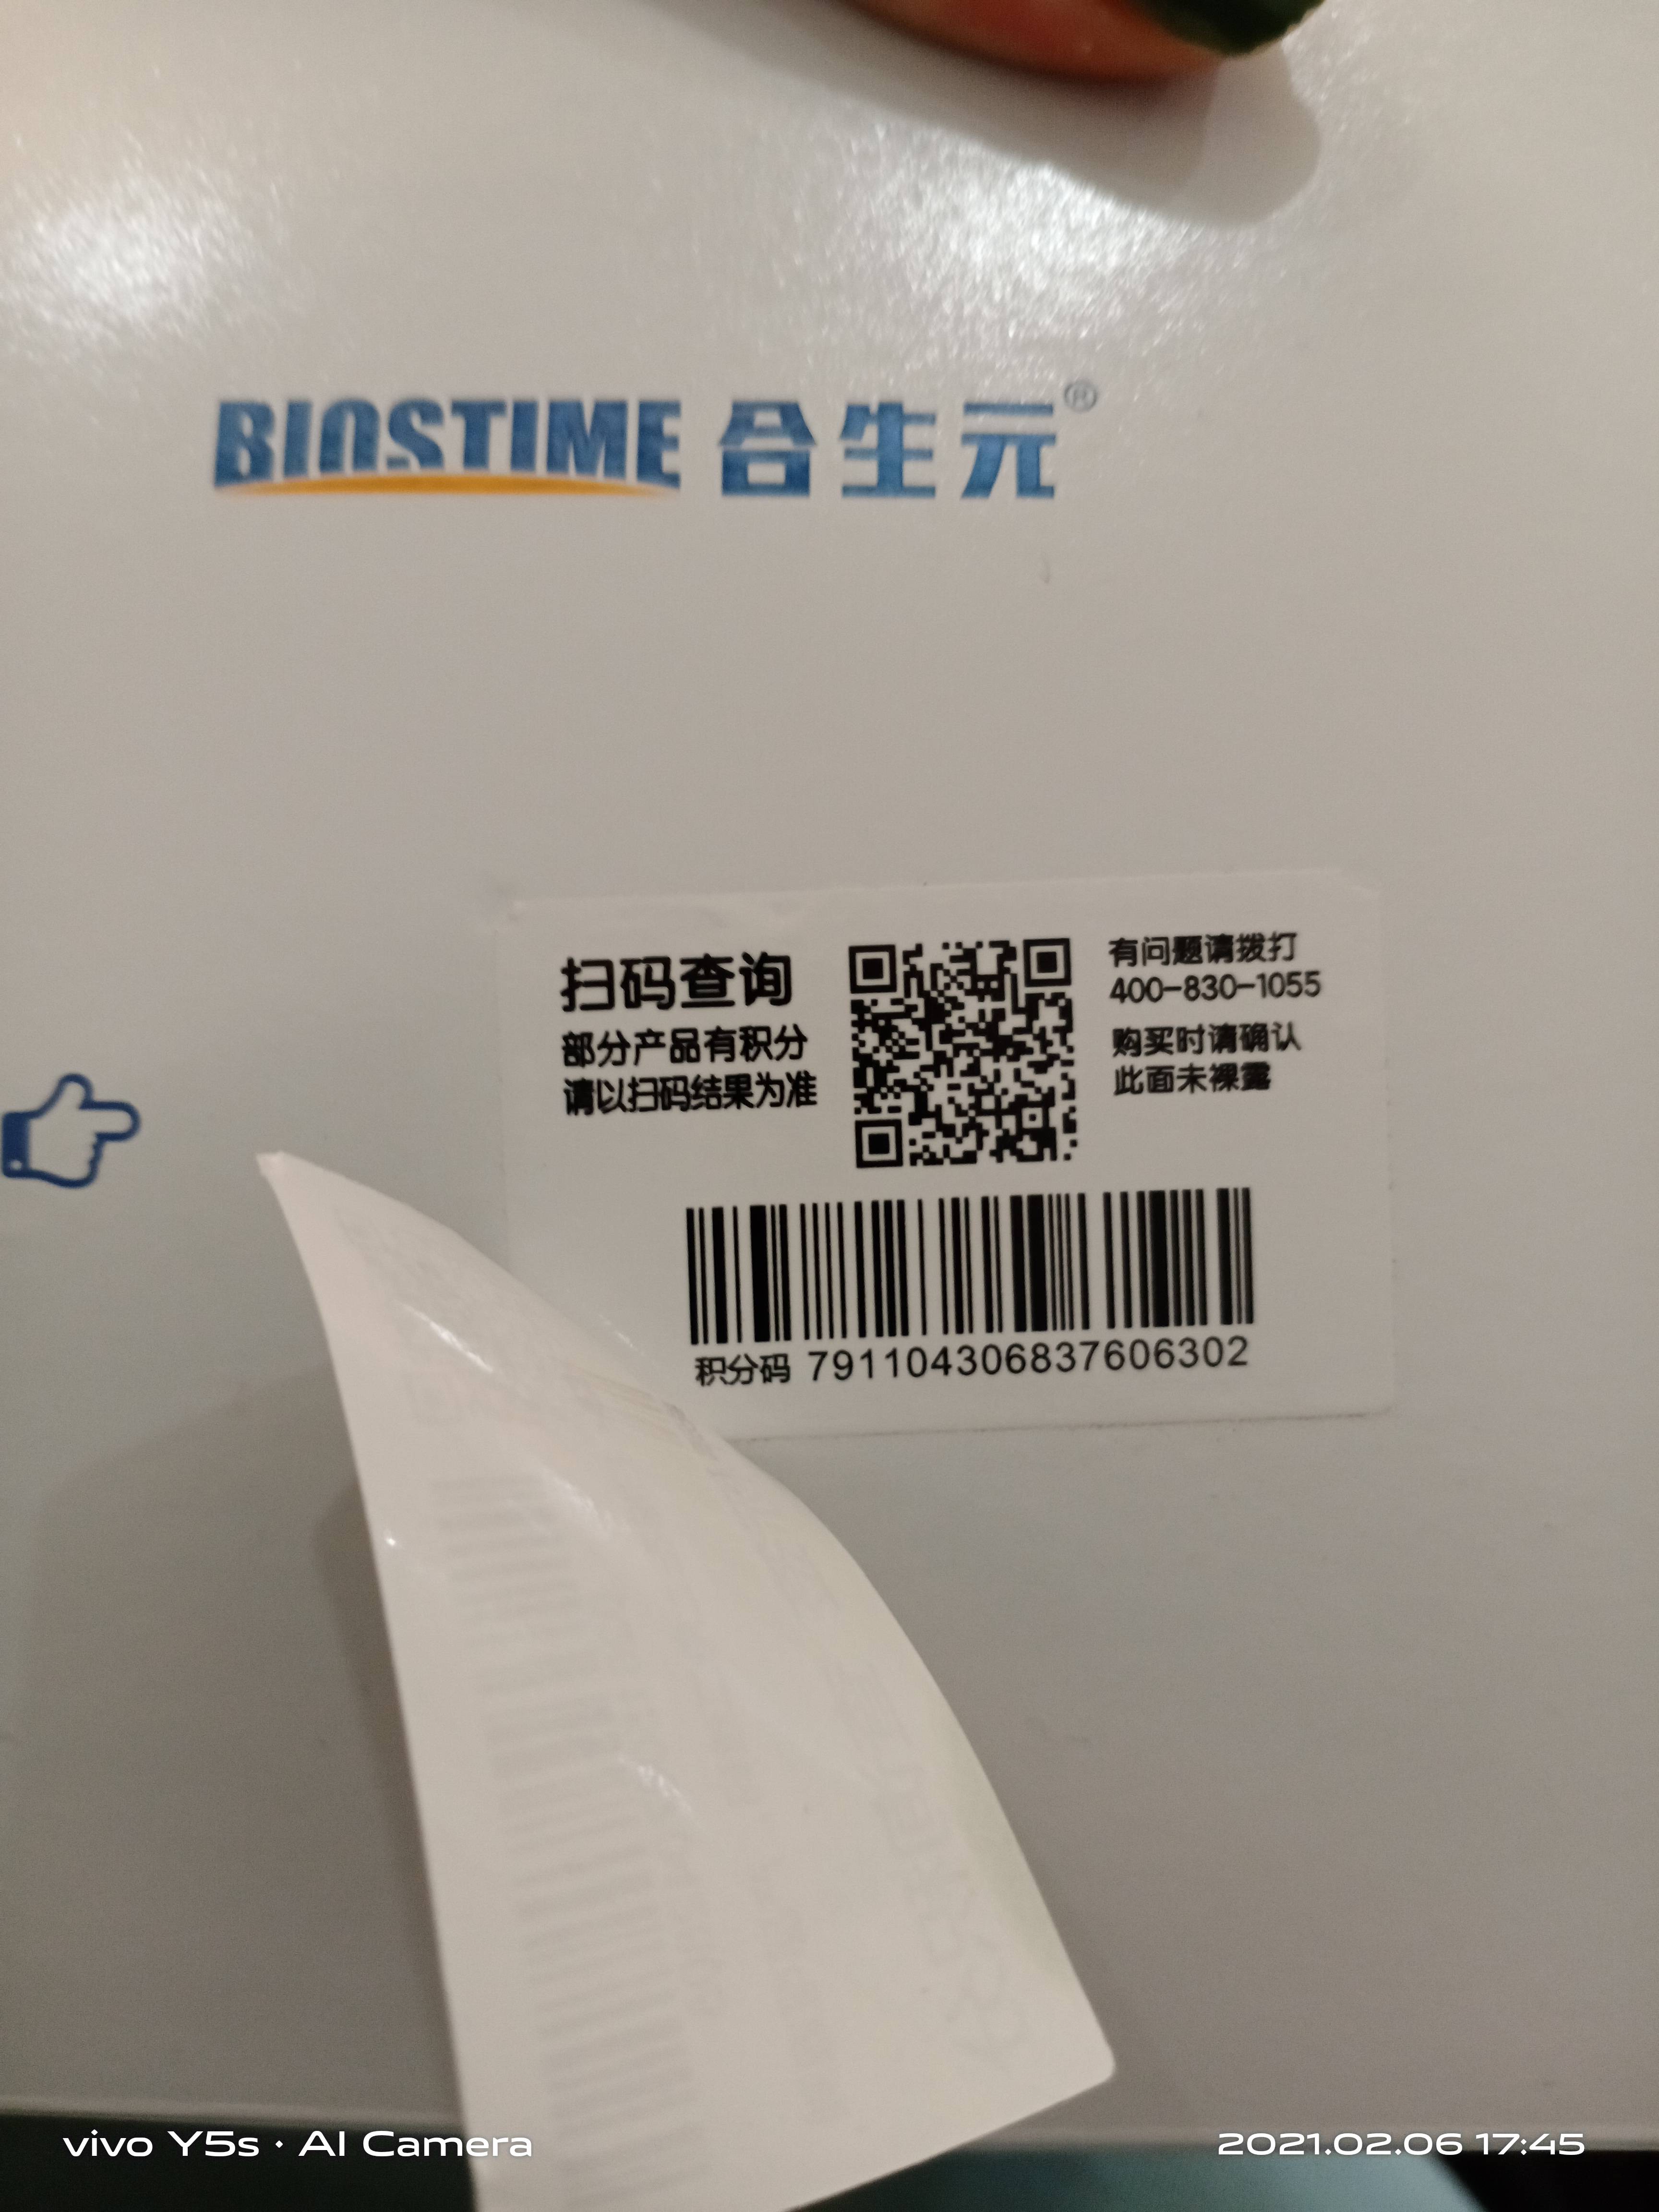 BIOSTIME 合生元®
扫码查询
部分产品有积分
请以扫码结果为准
有问题请拨打
400-830-1055
购买时请确认
此面未裸露
积分码 791104306837606302
vivo Y5s · AI Camera
2021.02.06 17:45